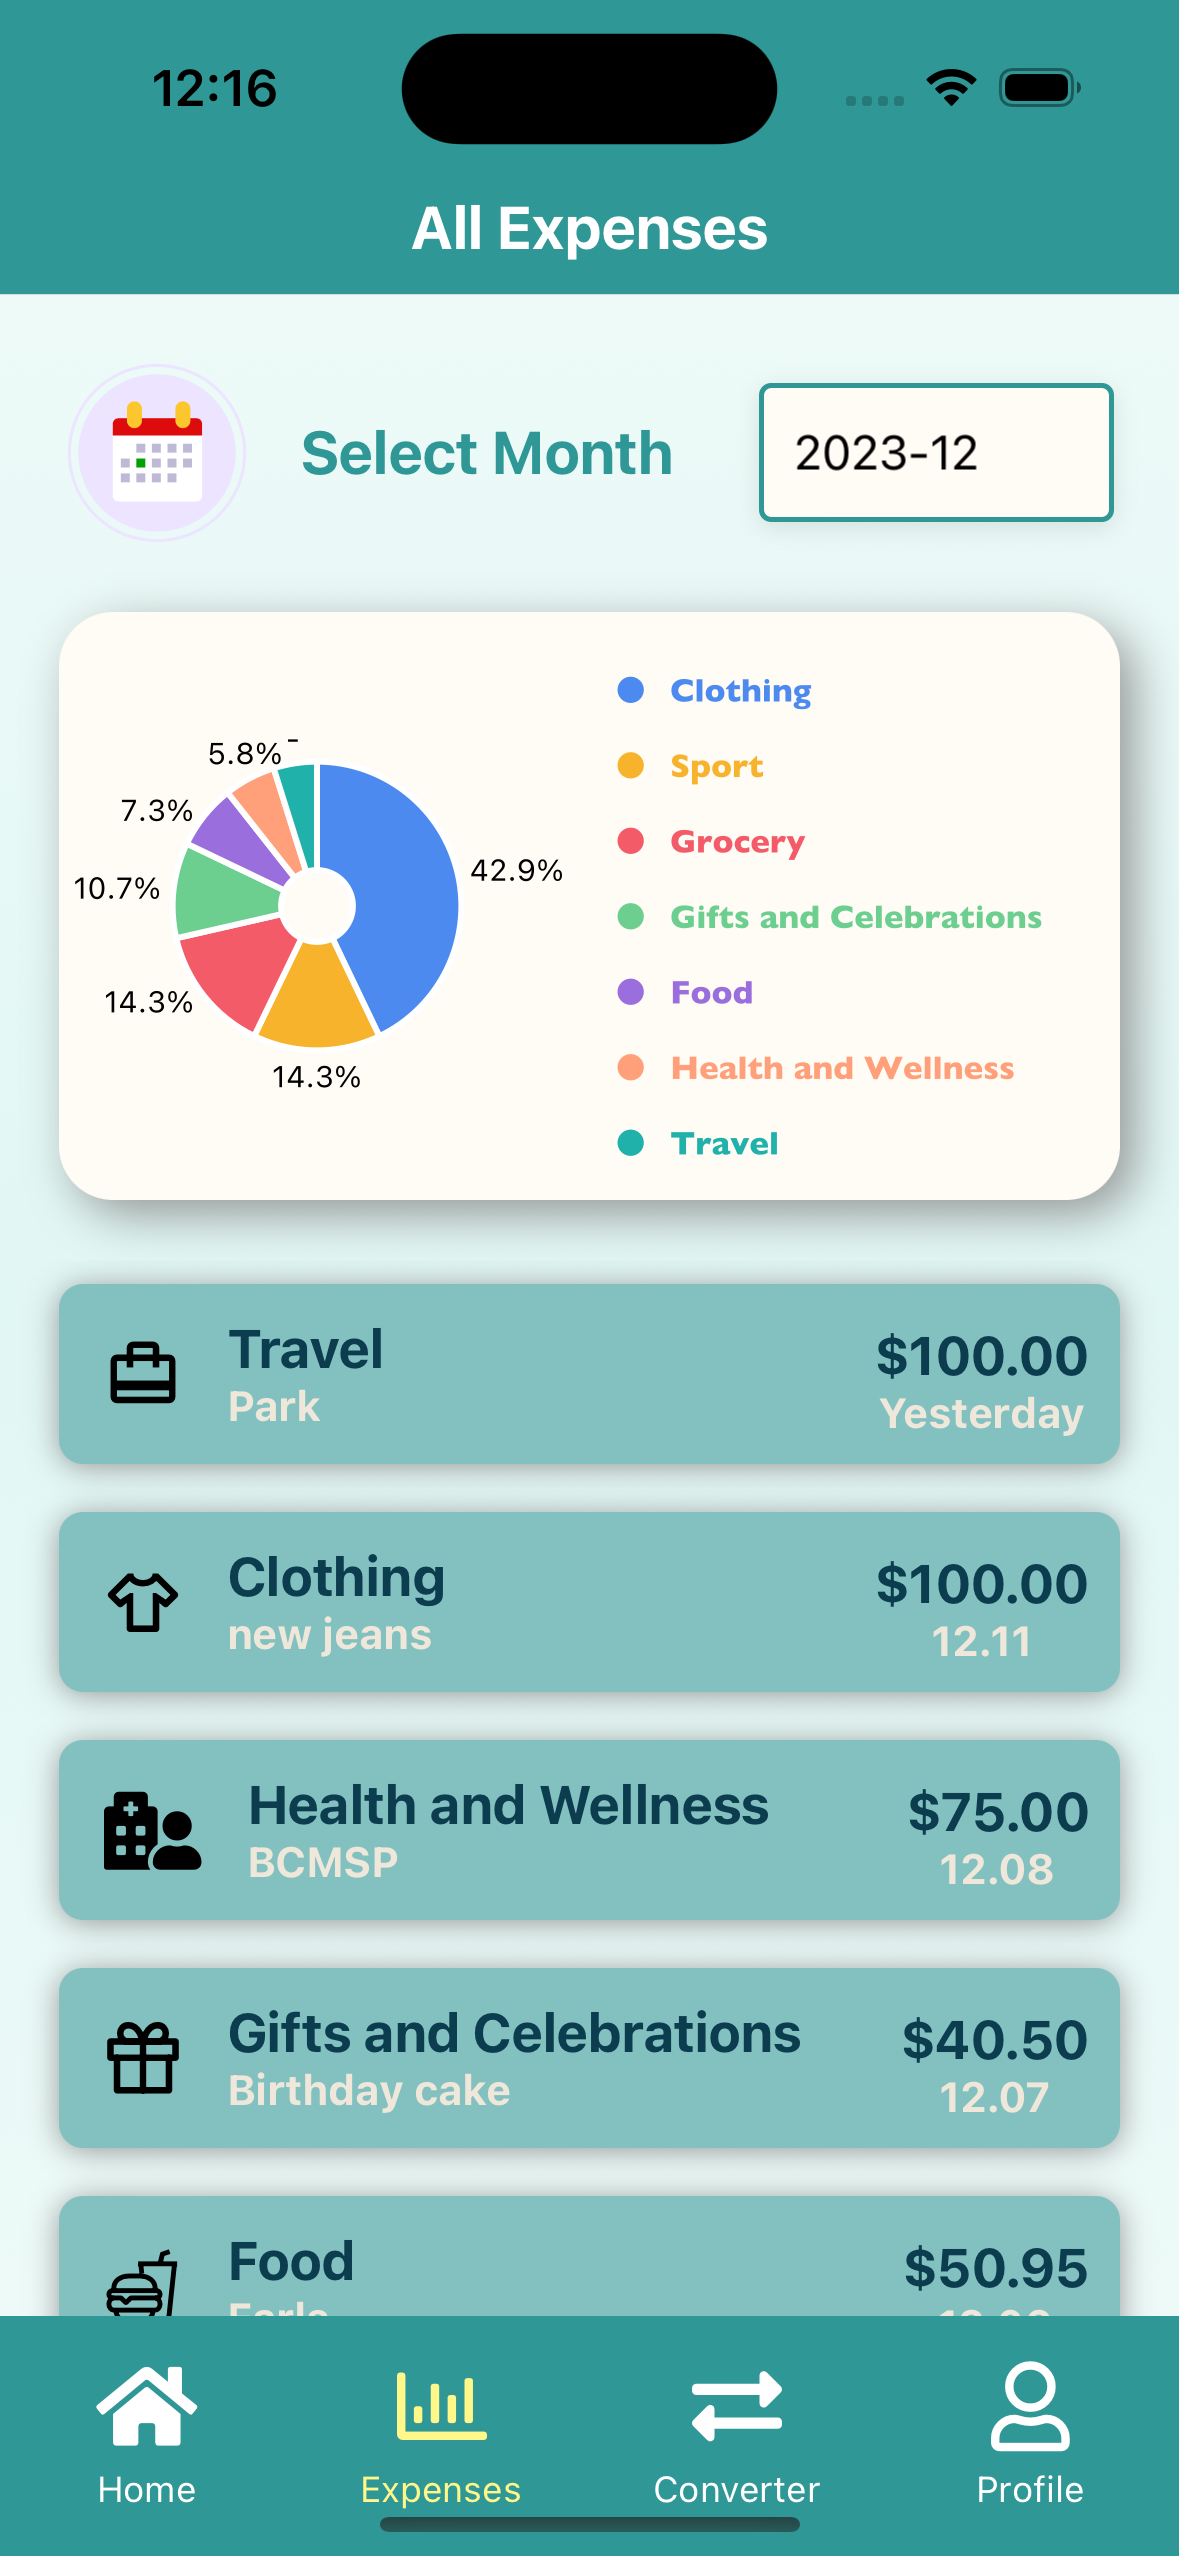 12:16
All Expenses
Select Month
2023-12
5.8%
7.3%
10.7%
14.3%
14.3%
42.9%
Clothing
Sport
Grocery
Gifts and Celebrations
Food
Health and Wellness
Travel
Travel
Park
$100.00
Yesterday
Clothing
new jeans
$100.00
12.11
Health and Wellness
BCMSP
$75.00
12.08
Gifts and Celebrations
Birthday cake
$40.50
12.07
Food
$50.95
Home
Expenses
Converter
Profile